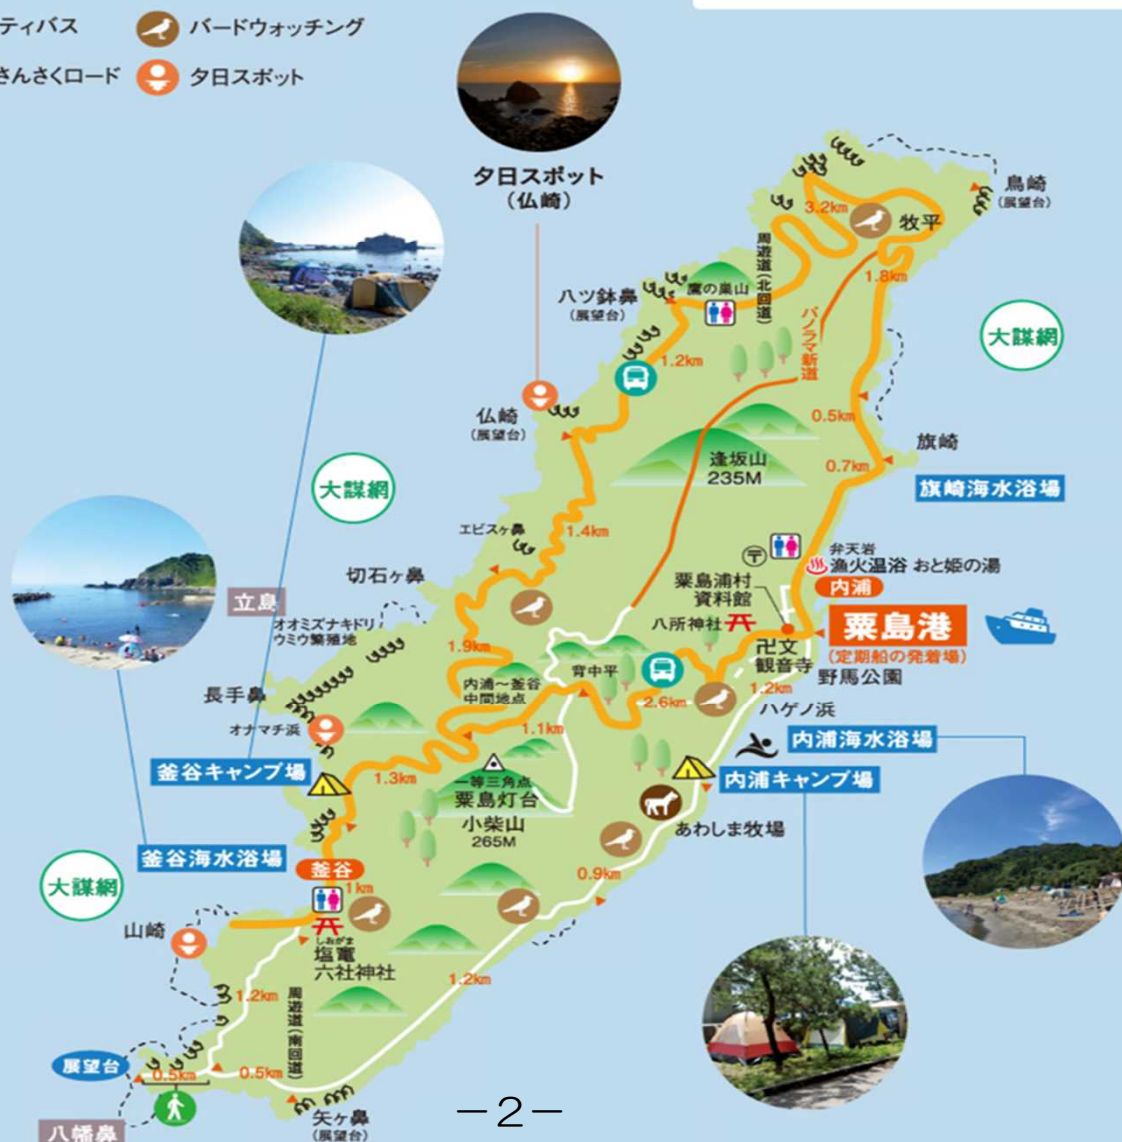 ティバス
バードウォッチング
さんさくロード
夕日スポット
夕日スポット
(仏崎)
鳥崎
(展望台)
3.2km
牧平
1.8km
周遊道(北回道)
鷹の巣山
八ツ鉢鼻
(展望台)
パノラマ新道
大謀網
1.2km
仏崎
(展望台)
0.5km
旗崎
0.7km
旗崎海水浴場
逢坂山
235M
大謀網
エビスヶ鼻
1.4km
切石ヶ鼻
弁天岩
漁火温浴 おと姫の湯
内浦
粟島浦村
資料館
八所神社
粟島港
(定期船の発着場)
卍文
観音寺
野馬公園
立島
オオミズナキドリ
ウミウ繁殖地
1.9km
内浦～釜谷
中間地点
背中平
2.6km
1.2km
ハゲノ浜
長手鼻
オナマチ浜
1.1km
内浦海水浴場
釜谷キャンプ場
1.3km
一等三角点
粟島灯台
小柴山
265M
内浦キャンプ場
あわしま牧場
釜谷海水浴場
釜谷
1km
0.9km
大謀網
山崎
しおがま
塩竃
六社神社
1.2km
1.2km
周遊道(南回道)
展望台
0.5km
0.5km
八幡鼻
矢ヶ鼻
(展望台)
−2−